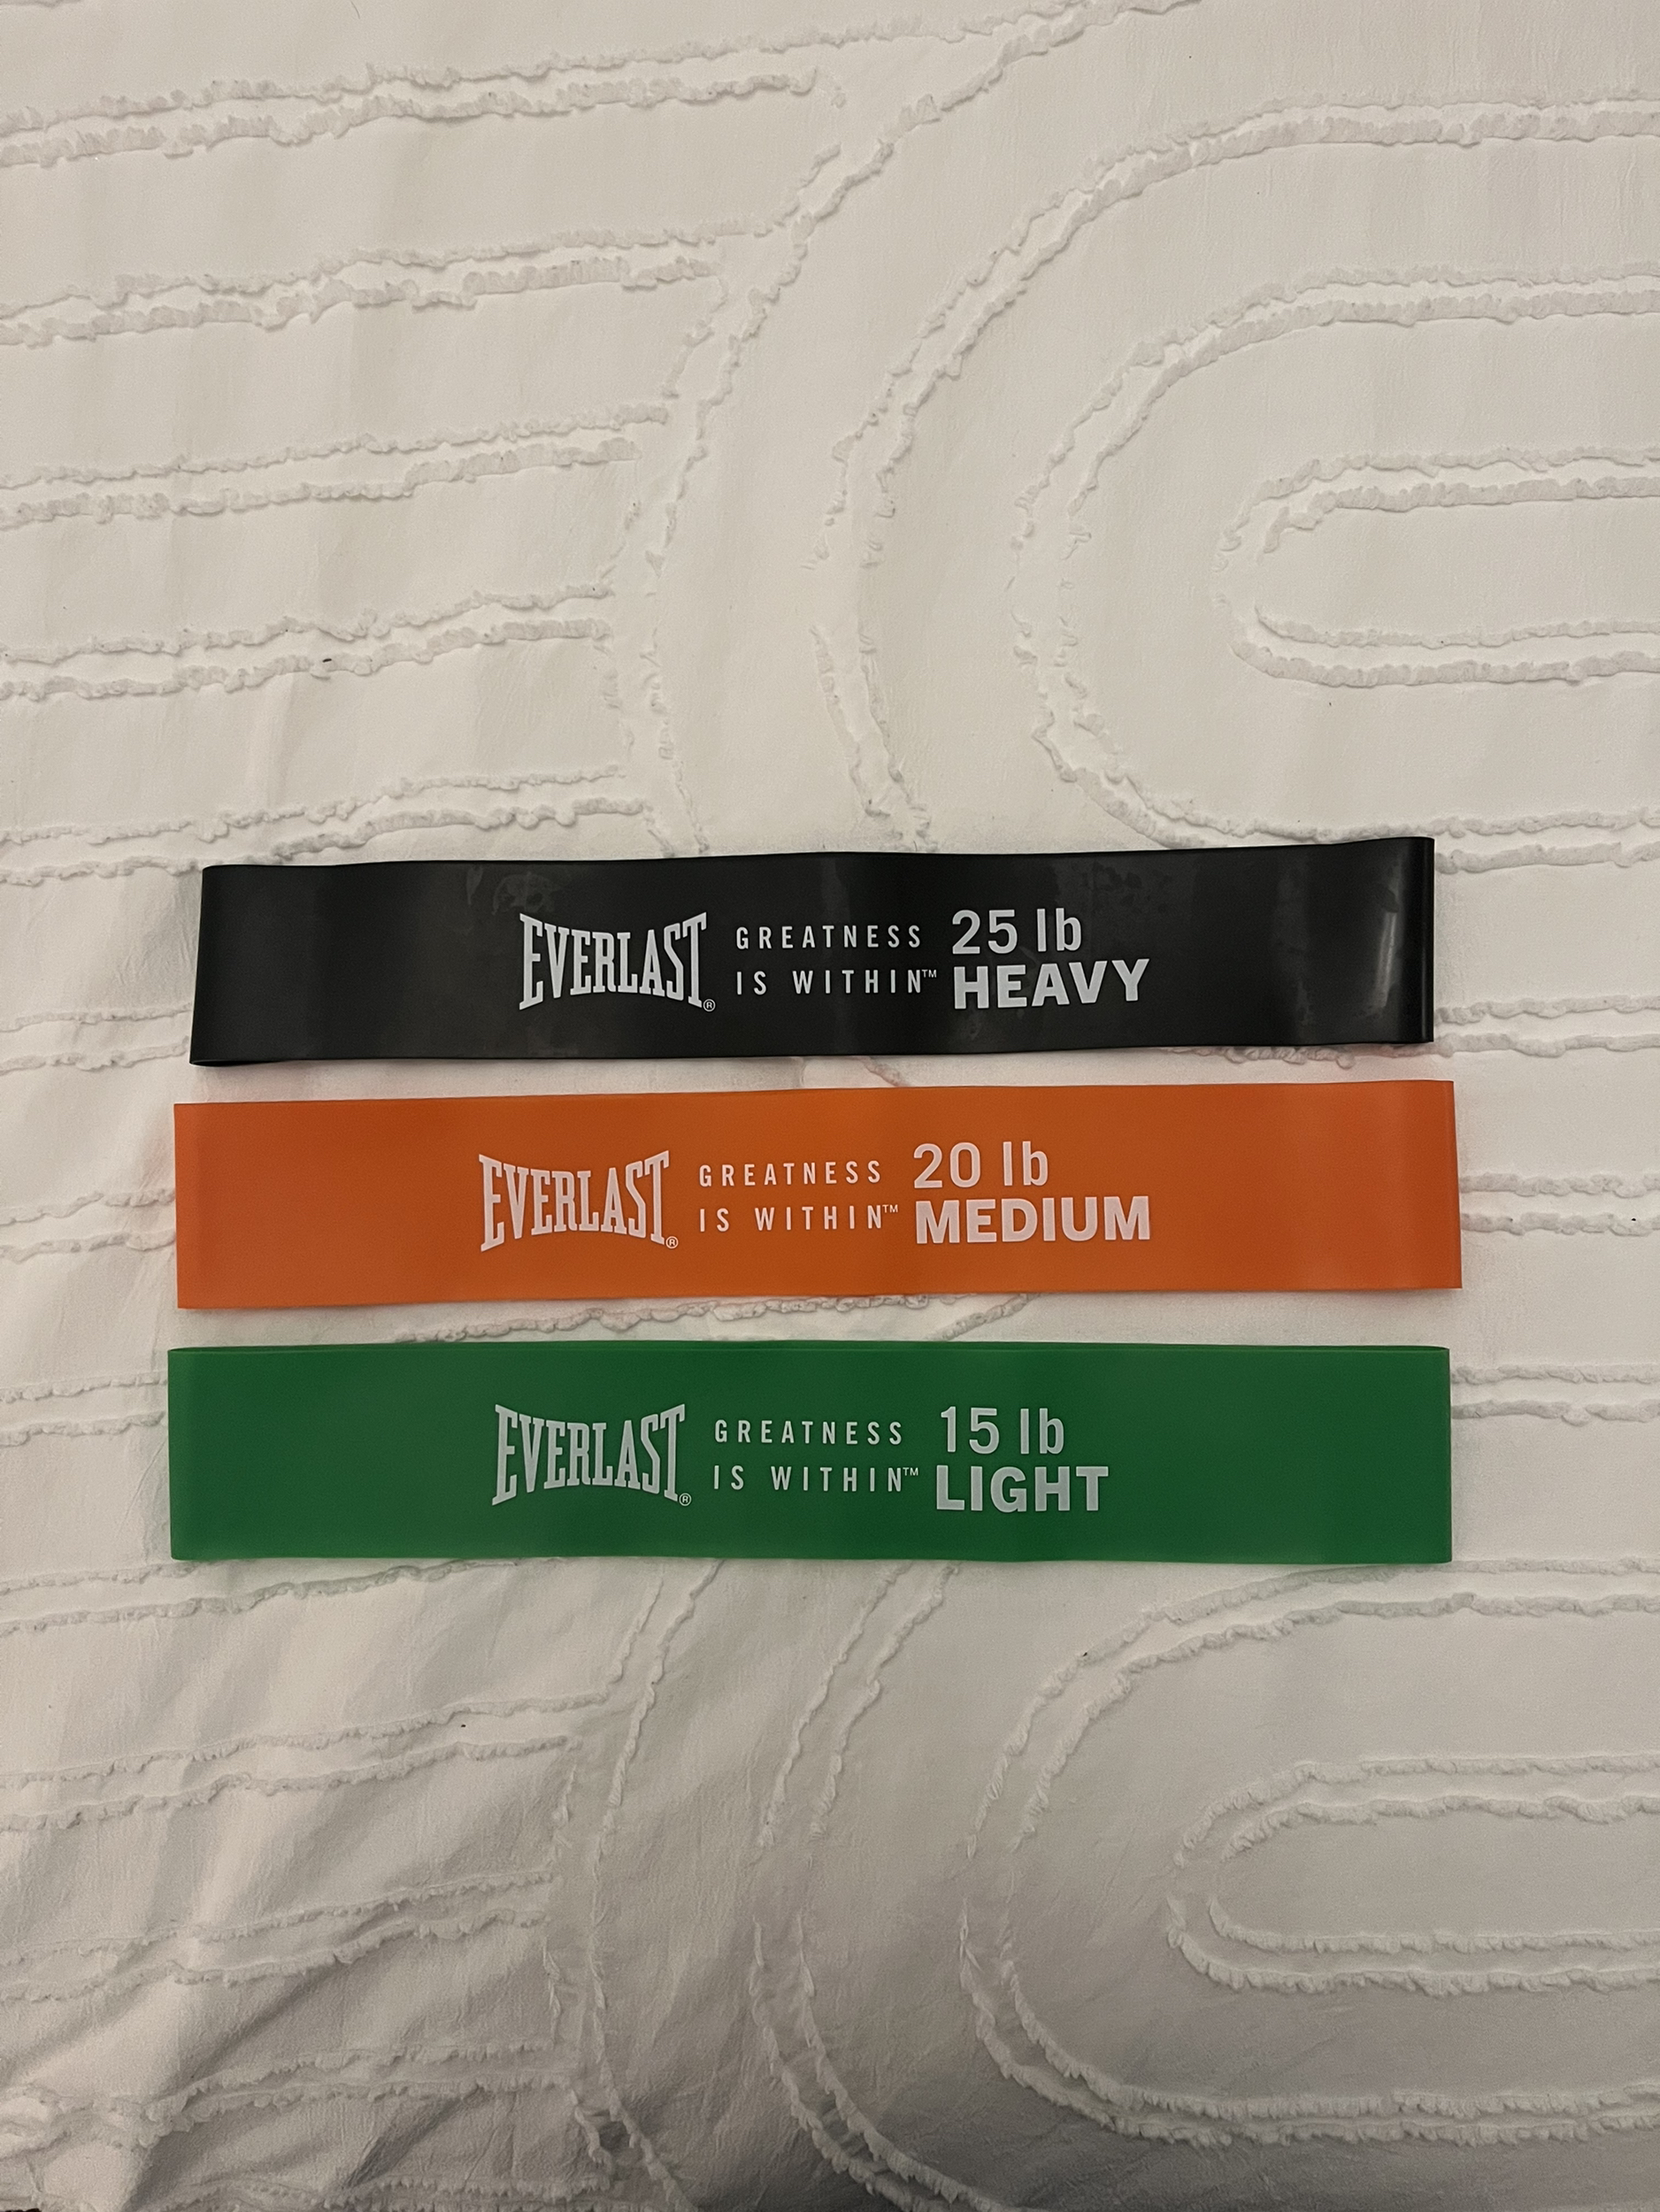 EVERLAST®
GREATNESS
IS WITHIN™
25 lb
HEAVY
EVERLAST®
GREATNESS
IS WITHIN™
20 lb
MEDIUM
EVERLAST®
GREATNESS
IS WITHIN™
15 lb
LIGHT